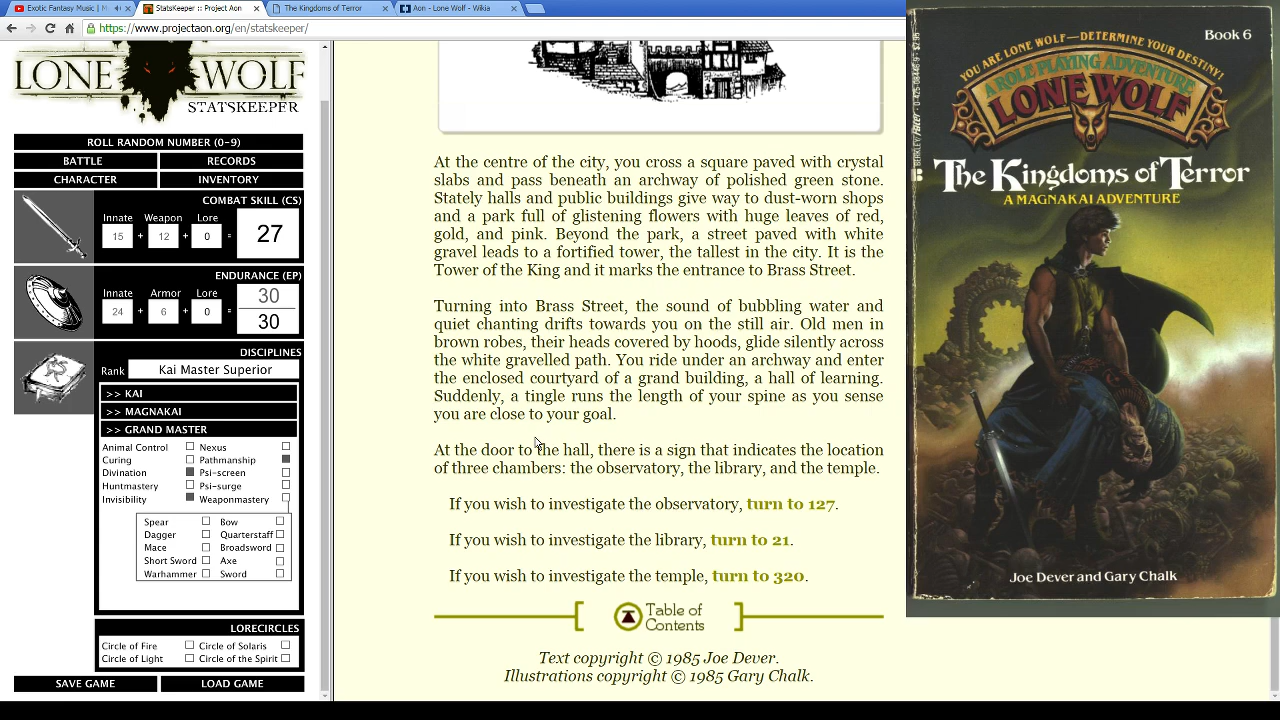 Exotic Fantasy Music | M
StatsKeeper :: Project Aon
The Kingdoms of Terror
Aon - Lone Wolf - Wikia
https://www.projectaon.org/en/statskeeper/
LONE WOLF
STATSKEEPER
ROLL RANDOM NUMBER (0-9)
BATTLE RECORDS
CHARACTER INVENTORY
COMBAT SKILL (CS)
Innate Weapon Lore
15 + 12 + 0 = 27
ENDURANCE (EP)
Innate Armor Lore
24 + 6 + 0 = 30
30
DISCIPLINES
Rank Kai Master Superior
>> KAI
>> MAGNAKAI
>> GRAND MASTER
Animal Control Nexus
Curing Pathmanship
Divination Psi-screen
Huntmastery Psi-surge
Invisibility Weaponmastery
Spear Bow
Dagger Quarterstaff
Mace Broadsword
Short Sword Axe
Warhammer Sword
LORECIRCLES
Circle of Fire Circle of Solaris
Circle of Light Circle of the Spirit
SAVE GAME LOAD GAME
At the centre of the city, you cross a square paved with crystal
slabs and pass beneath an archway of polished green stone.
Stately halls and public buildings give way to dust-worn shops
and a park full of glistening flowers with huge leaves of red,
gold, and pink. Beyond the park, a street paved with white
gravel leads to a fortified tower, the tallest in the city. It is the
Tower of the King and it marks the entrance to Brass Street.
Turning into Brass Street, the sound of bubbling water and
quiet chanting drifts towards you on the still air. Old men in
brown robes, their heads covered by hoods, glide silently across
the white gravelled path. You ride under an archway and enter
the enclosed courtyard of a grand building, a hall of learning.
Suddenly, a tingle runs the length of your spine as you sense
you are close to your goal.
At the door to the hall, there is a sign that indicates the location
of three chambers: the observatory, the library, and the temple.
If you wish to investigate the observatory, turn to 127.
If you wish to investigate the library, turn to 21.
If you wish to investigate the temple, turn to 320.
Table of
Contents
Text copyright © 1985 Joe Dever.
Illustrations copyright © 1985 Gary Chalk.
Book 6
YOU ARE LONE WOLF—DETERMINE YOUR DESTINY!
A ROLE PLAYING ADVENTURE
LONE WOLF
The Kingdoms of Terror
A MAGNAKAI ADVENTURE
Joe Dever and Gary Chalk